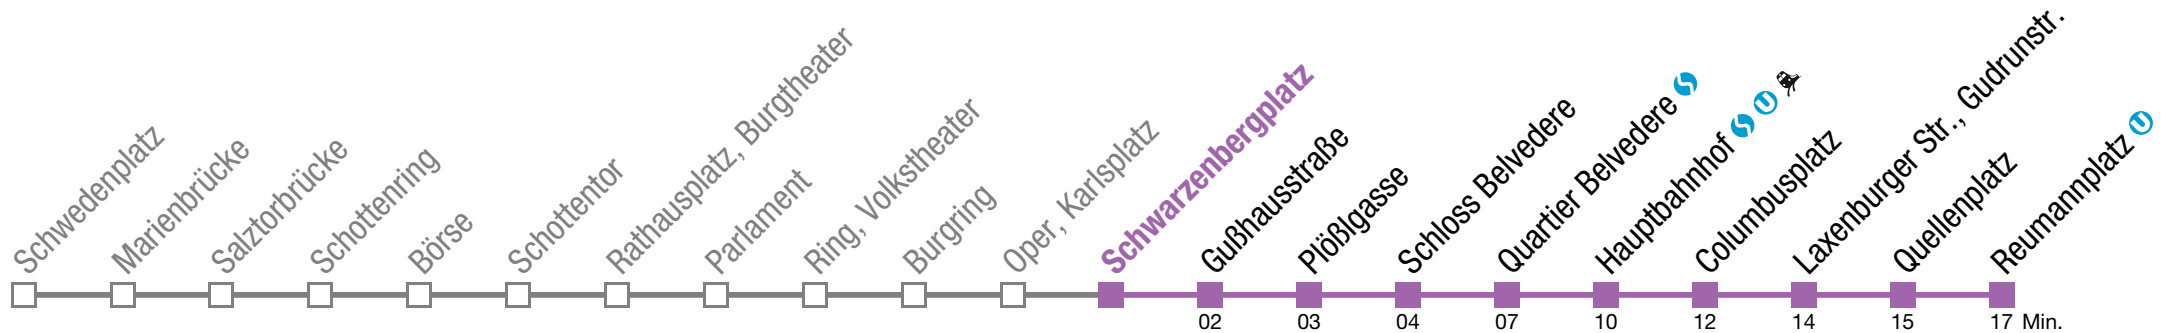 Schwedenplatz
Marienbrücke
Salztorbrücke
Schottenring
Börse
Schottentor
Rathausplatz, Burgtheater
Parlament
Ring, Volkstheater
Burgring
Oper, Karlsplatz
Schwarzenbergplatz
Gußhausstraße
Plößlgasse
Schloss Belvedere
Quartier Belvedere S
Hauptbahnhof S U
Columbusplatz
Laxenburger Str., Gudrunstr.
Quellenplatz
Reumannplatz U
02 03 04 07 10 12 14 15 17 Min.